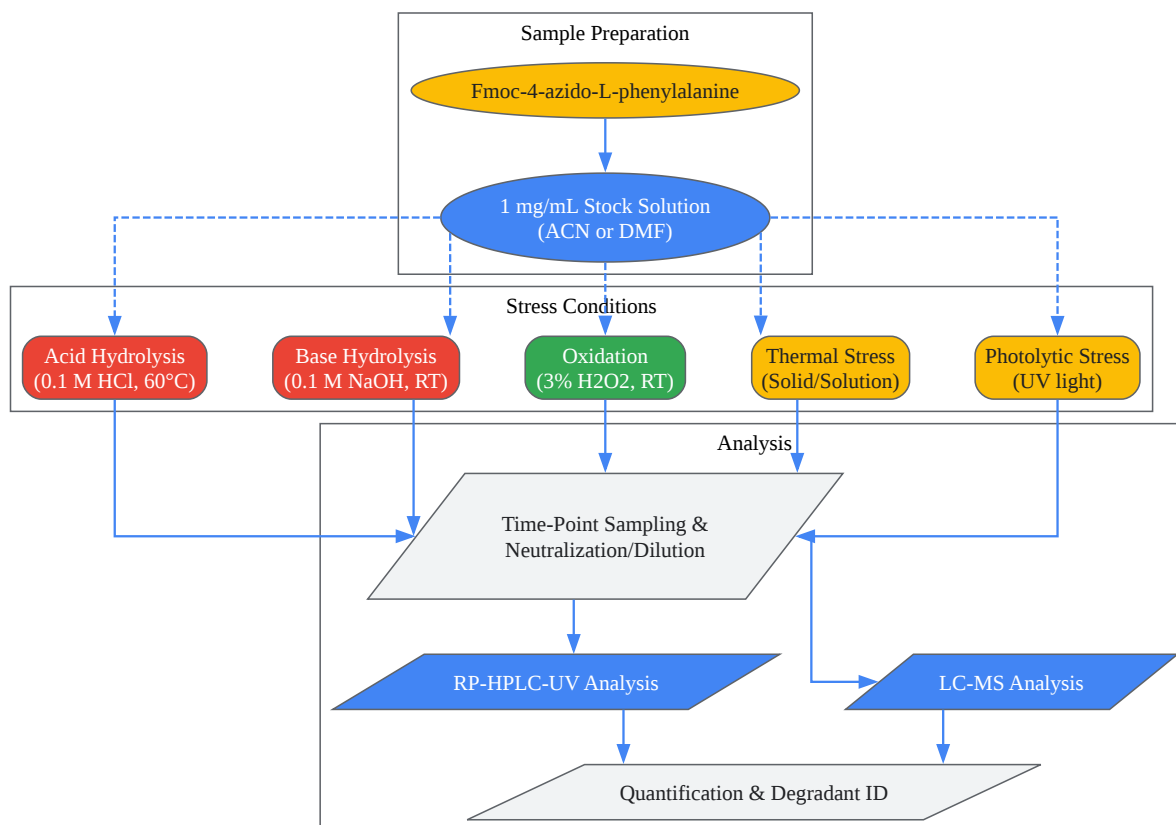 Sample Preparation
Fmoc-4-azido-L-phenylalanine
1 mg/mL Stock Solution
(ACN or DMF)
Stress Conditions
Acid Hydrolysis
(0.1 M HCl, 60°C)
Base Hydrolysis
(0.1 M NaOH, RT)
Oxidation
(3% H2O2, RT)
Thermal Stress
(Solid/Solution)
Photolytic Stress
(UV light)
Analysis
Time-Point Sampling &
Neutralization/Dilution
RP-HPLC-UV Analysis
LC-MS Analysis
Quantification & Degradant ID